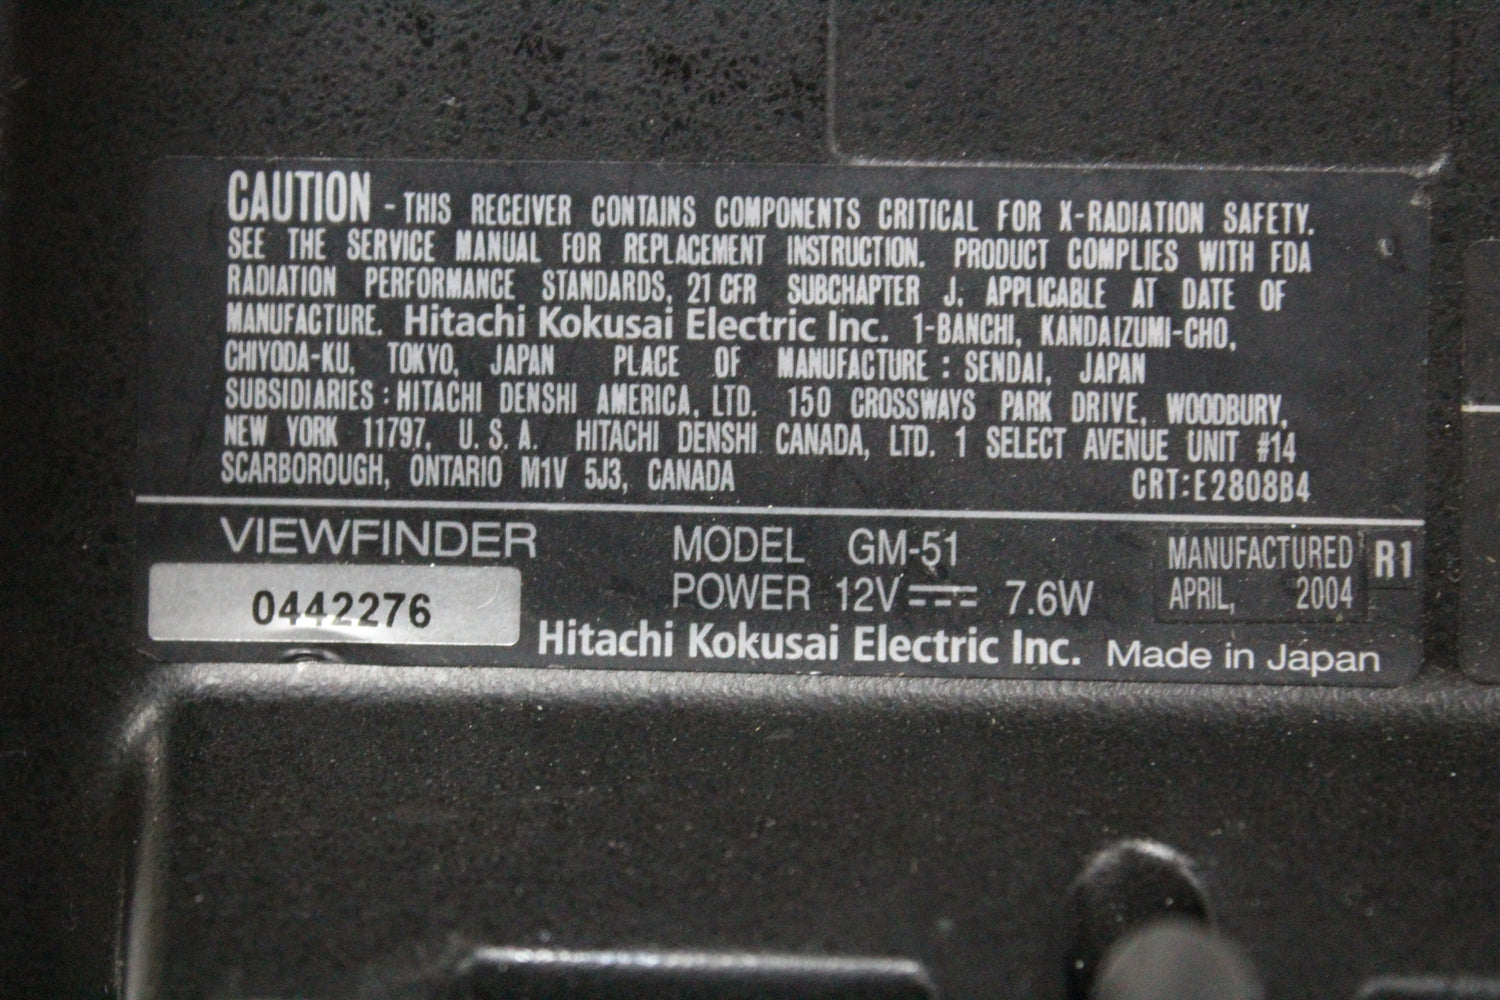 CAUTION - THIS RECEIVER CONTAINS COMPONENTS CRITICAL FOR X-RADIATION SAFETY.
SEE THE SERVICE MANUAL FOR REPLACEMENT INSTRUCTION. PRODUCT COMPLIES WITH FDA
RADIATION PERFORMANCE STANDARDS, 21 CFR SUBCHAPTER J, APPLICABLE AT DATE OF
MANUFACTURE. Hitachi Kokusai Electric Inc. 1-BANCHI, KANDAIZUMI-CHO,
CHIYODA-KU, TOKYO, JAPAN PLACE OF MANUFACTURE : SENDAI, JAPAN
SUBSIDIARIES : HITACHI DENSHI AMERICA, LTD. 150 CROSSWAYS PARK DRIVE, WOODBURY,
NEW YORK 11797, U.S.A. HITACHI DENSHI CANADA, LTD. 1 SELECT AVENUE UNIT #14
SCARBOROUGH, ONTARIO M1V 5J3, CANADA CRT:E2808B4
VIEWFINDER MODEL GM-51 MANUFACTURED R1
POWER 12V ⎓ 7.6W APRIL, 2004
0442276
Hitachi Kokusai Electric Inc. Made in Japan